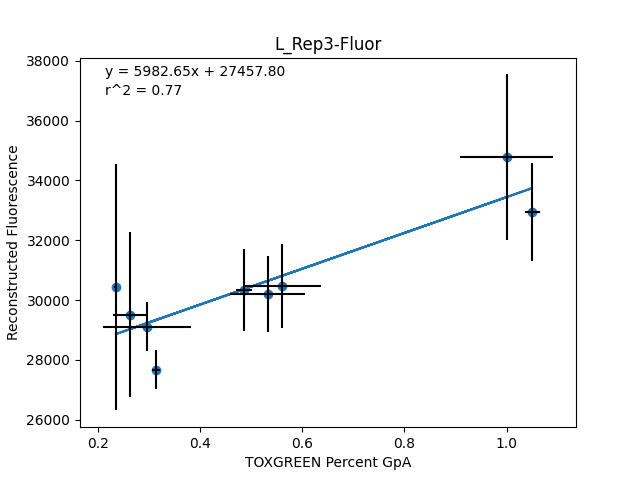 L_Rep3-Fluor
y = 5982.65x + 27457.80
r^2 = 0.77
38000
36000
34000
32000
30000
28000
26000
Reconstructed Fluorescence
0.2 0.4 0.6 0.8 1.0
TOXGREEN Percent GpA